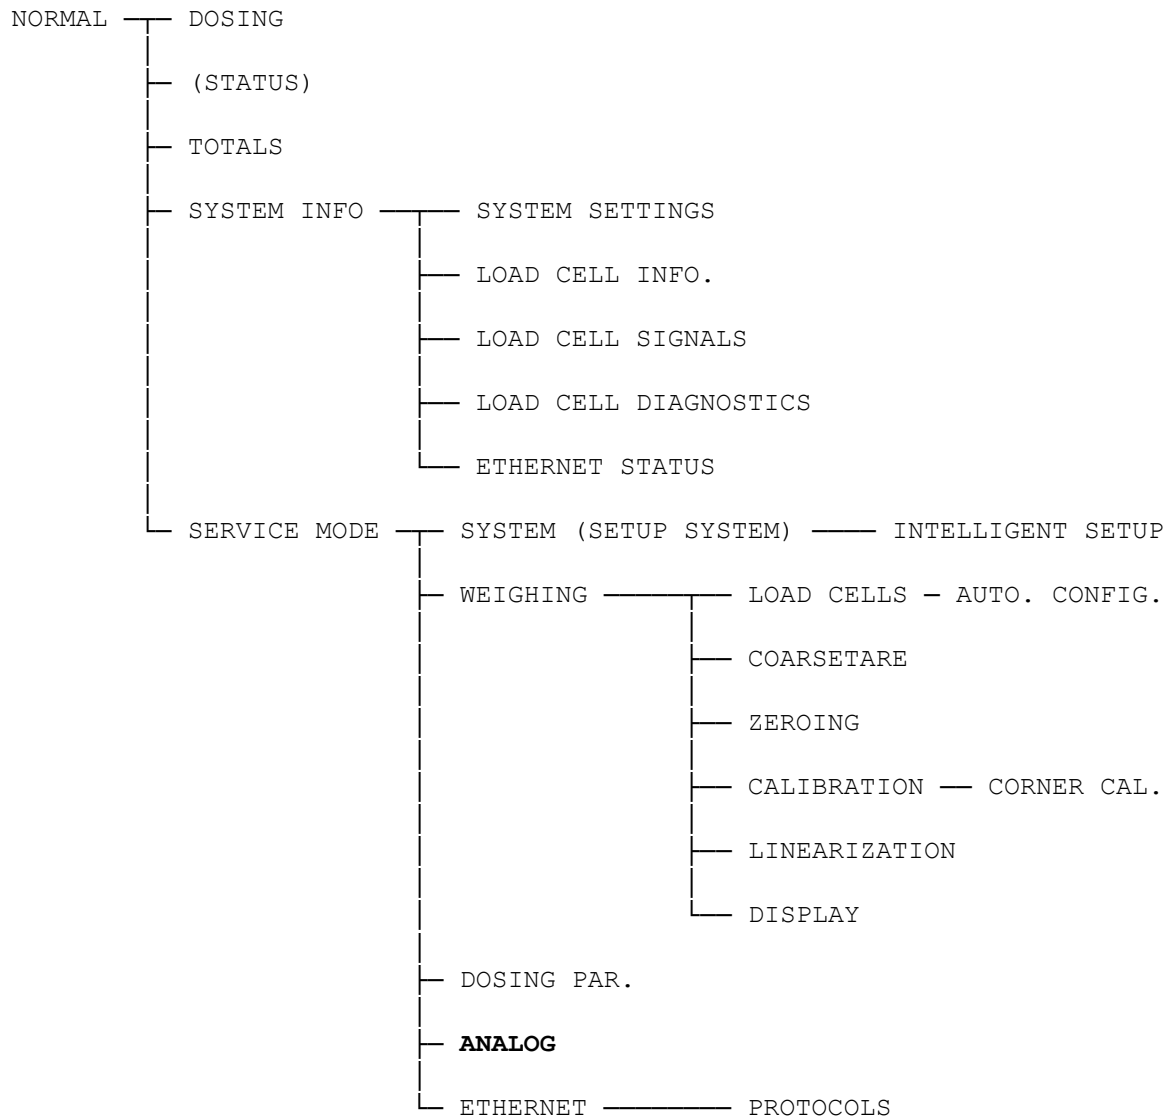 NORMAL DOSING
(STATUS)
TOTALS
SYSTEM INFO SYSTEM SETTINGS
LOAD CELL INFO.
LOAD CELL SIGNALS
LOAD CELL DIAGNOSTICS
ETHERNET STATUS
SERVICE MODE SYSTEM (SETUP SYSTEM) INTELLIGENT SETUP
WEIGHING LOAD CELLS AUTO. CONFIG.
COARSETARE
ZEROING
CALIBRATION CORNER CAL.
LINEARIZATION
DISPLAY
DOSING PAR.
ANALOG
ETHERNET PROTOCOLS